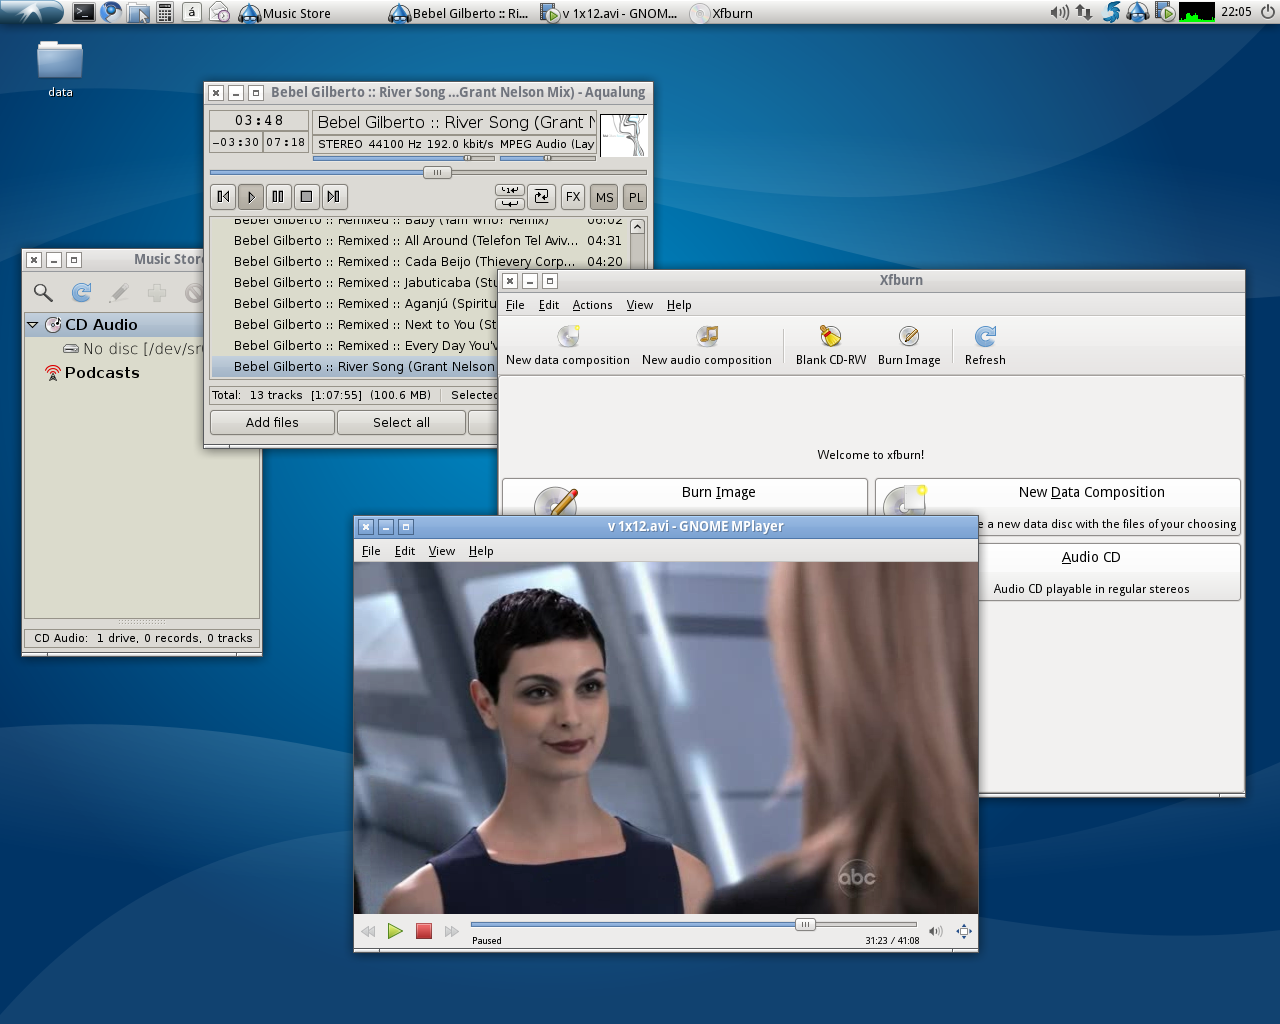 á
Music Store
Bebel Gilberto :: Ri...
v 1x12.avi - GNOM...
Xfburn
22:05
data
Bebel Gilberto :: River Song ...Grant Nelson Mix) - Aqualung
03:48
Bebel Gilberto :: River Song (Grant N
-03:30
07:18
STEREO 44100 Hz 192.0 kbit/s MPEG Audio (Lay
FX
MS
PL
Bebel Gilberto :: Remixed :: Baby (Yam Who? Remix) 06:02
Bebel Gilberto :: Remixed :: All Around (Telefon Tel Aviv... 04:31
Bebel Gilberto :: Remixed :: Cada Beijo (Thievery Corp... 04:20
Bebel Gilberto :: Remixed :: Jabuticaba (Stu
Bebel Gilberto :: Remixed :: Aganjú (Spiritu
Bebel Gilberto :: Remixed :: Next to You (St
Bebel Gilberto :: Remixed :: Every Day You'v
Bebel Gilberto :: River Song (Grant Nelson
Total: 13 tracks [1:07:55] (100.6 MB)
Selected
Add files
Select all
Music Store
CD Audio
No disc [/dev/sr
Podcasts
CD Audio: 1 drive, 0 records, 0 tracks
Xfburn
File Edit Actions View Help
New data composition
New audio composition
Blank CD-RW
Burn Image
Refresh
Welcome to xfburn!
Burn Image
New Data Composition
e a new data disc with the files of your choosing
Audio CD
Audio CD playable in regular stereos
v 1x12.avi - GNOME MPlayer
File Edit View Help
abc
Paused
31:23 / 41:08